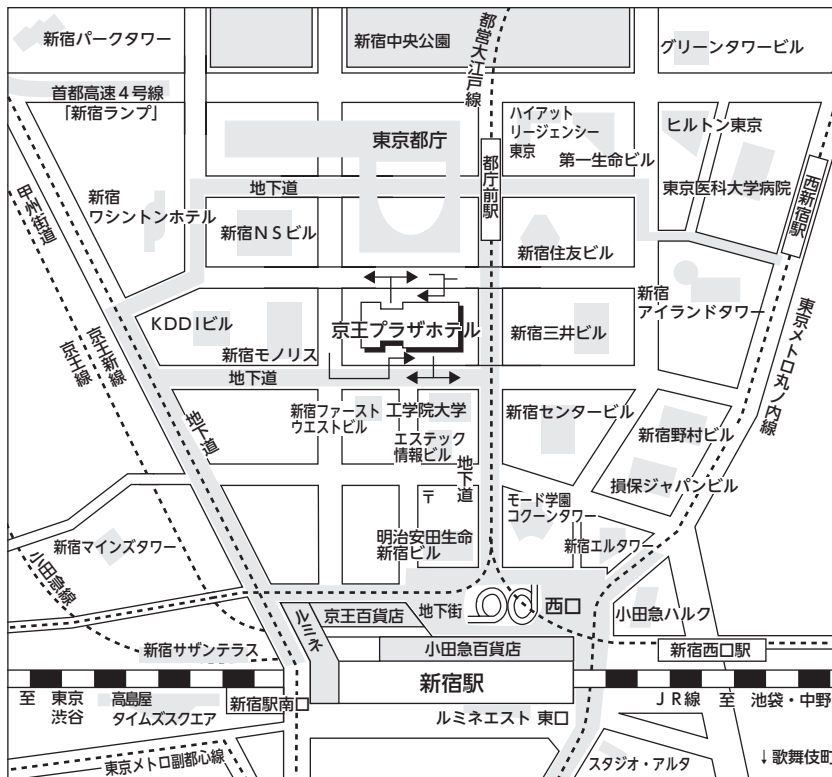 新宿パークタワー
新宿中央公園
都営大江戸線
グリーンタワービル
首都高速4号線
「新宿ランプ」
東京都庁
ハイアット
リージェンシー
東京
第一生命ビル
ヒルトン東京
東京医科大学病院
西新宿駅
都庁前駅
地下道
新宿
ワシントンホテル
甲州街道
新宿NSビル
新宿住友ビル
新宿
アイランドタワー
KDDIビル
京王プラザホテル
新宿三井ビル
京王新線
京王線
新宿モノリス
地下道
東京メトロ丸ノ内線
新宿ファースト
ウエストビル
工学院大学
新宿センタービル
新宿野村ビル
地下道
エステック
情報ビル
地下道
損保ジャパンビル
〒
モード学園
コクーンタワー
新宿マインズタワー
明治安田生命
新宿ビル
新宿エルタワー
小田急線
ルミネ
京王百貨店
地下街
西口
小田急ハルク
新宿サザンテラス
小田急百貨店
新宿西口駅
至 東京
渋谷
高島屋
タイムズスクエア
新宿駅南口
新宿駅
JR線 至 池袋・中野
ルミネエスト 東口
東京メトロ副都心線
スタジオ・アルタ
↓歌舞伎町